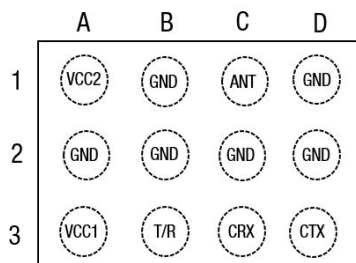 A B C D
1 VCC2 GND ANT GND
2 GND GND GND GND
3 VCC1 T/R CRX CTX